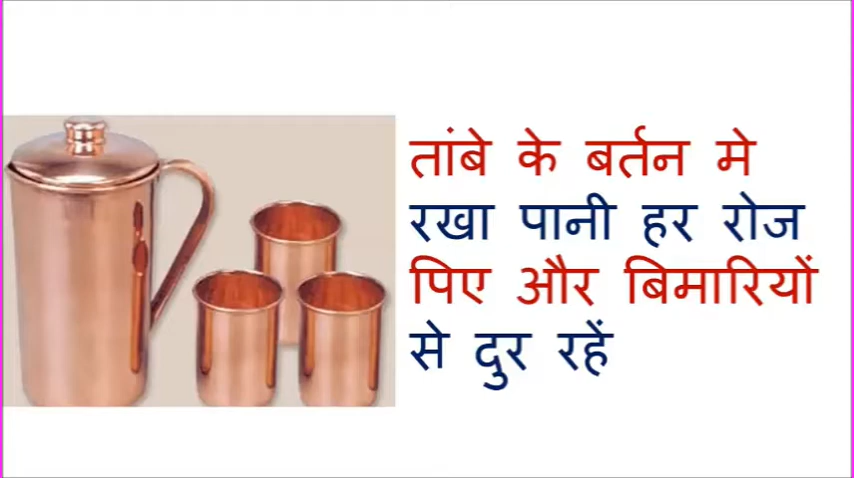 तांबे के बर्तन मे
रखा पानी हर रोज
पिए और बिमारियों
से दुर रहें